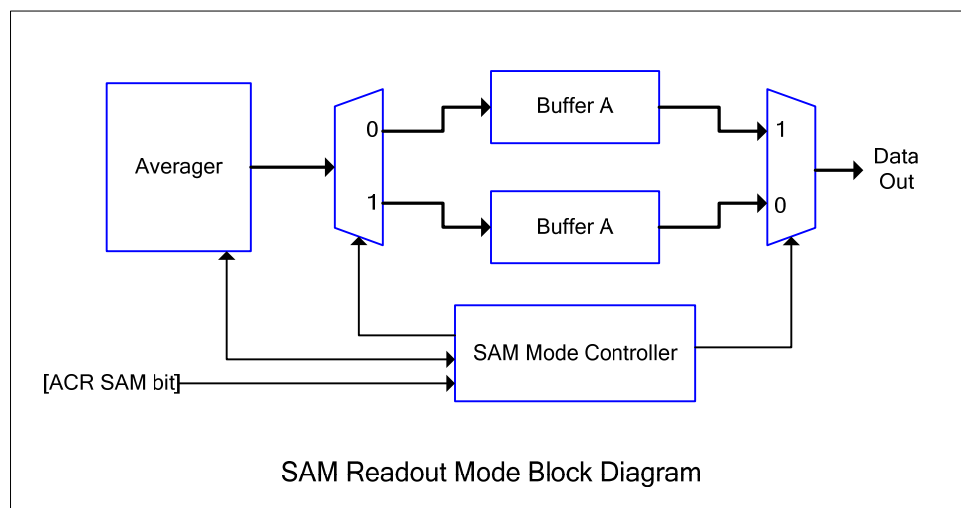 Averager
0
1
Buffer A
Buffer A
1
0
Data
Out
SAM Mode Controller
[ACR SAM bit]
SAM Readout Mode Block Diagram